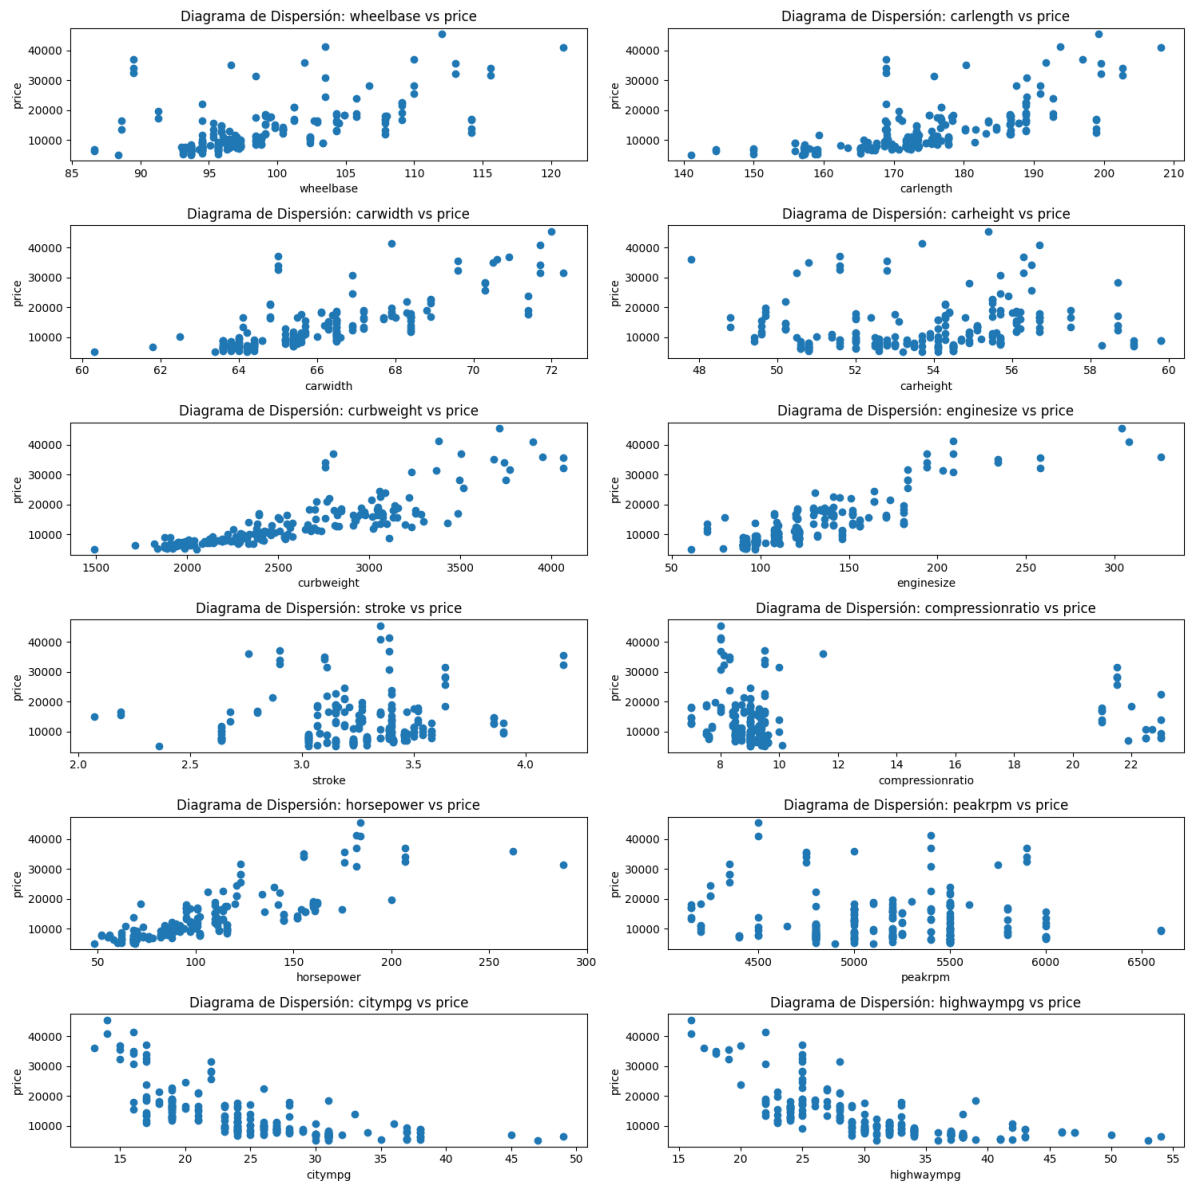 Diagrama de Dispersión: wheelbase vs price
40000
30000
20000
10000
price
85 90 95 100 105 110 115 120
wheelbase
Diagrama de Dispersión: carlength vs price
40000
30000
20000
10000
price
140 150 160 170 180 190 200 210
carlength
Diagrama de Dispersión: carwidth vs price
40000
30000
20000
10000
price
60 62 64 66 68 70 72
carwidth
Diagrama de Dispersión: carheight vs price
40000
30000
20000
10000
price
48 50 52 54 56 58 60
carheight
Diagrama de Dispersión: curbweight vs price
40000
30000
20000
10000
price
1500 2000 2500 3000 3500 4000
curbweight
Diagrama de Dispersión: enginesize vs price
40000
30000
20000
10000
price
50 100 150 200 250 300
enginesize
Diagrama de Dispersión: stroke vs price
40000
30000
20000
10000
price
2.0 2.5 3.0 3.5 4.0
stroke
Diagrama de Dispersión: compressionratio vs price
40000
30000
20000
10000
price
8 10 12 14 16 18 20 22
compressionratio
Diagrama de Dispersión: horsepower vs price
40000
30000
20000
10000
price
50 100 150 200 250 300
horsepower
Diagrama de Dispersión: peakrpm vs price
40000
30000
20000
10000
price
4500 5000 5500 6000 6500
peakrpm
Diagrama de Dispersión: citympg vs price
40000
30000
20000
10000
price
15 20 25 30 35 40 45 50
citympg
Diagrama de Dispersión: highwaympg vs price
40000
30000
20000
10000
price
15 20 25 30 35 40 45 50 55
highwaympg